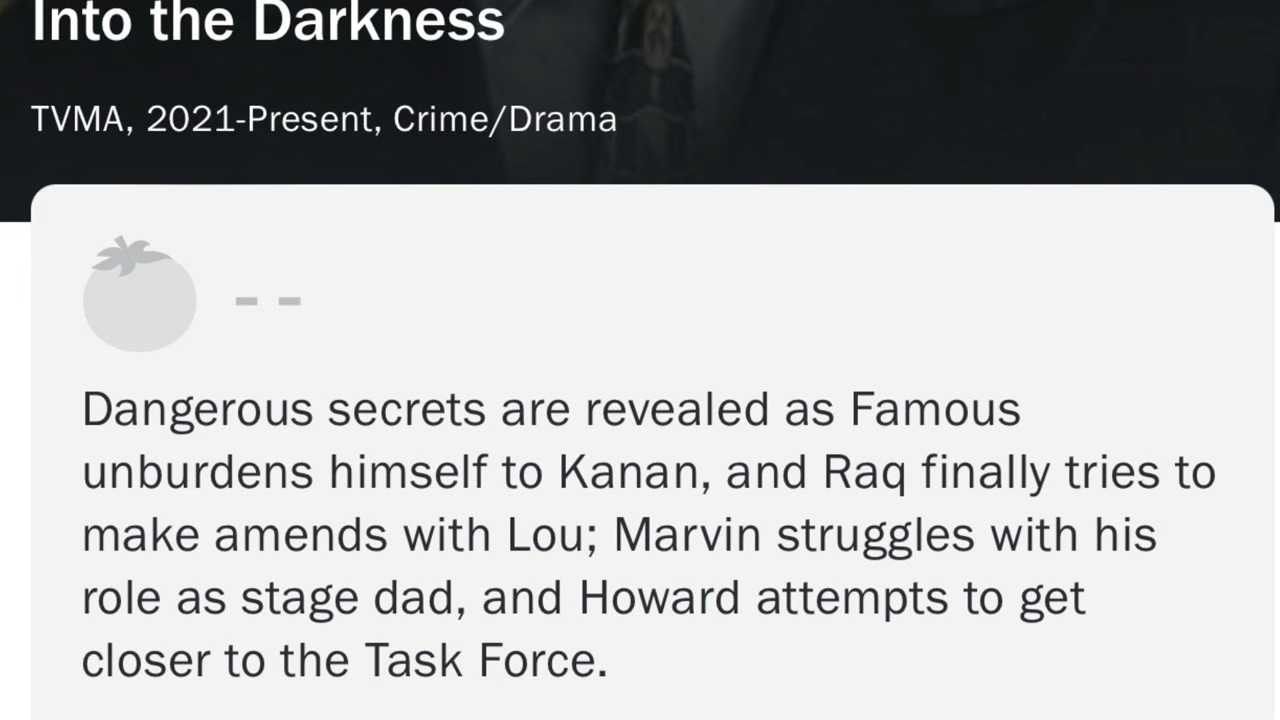 Into the Darkness
TVMA, 2021-Present, Crime/Drama
- -
Dangerous secrets are revealed as Famous
unburdens himself to Kanan, and Raq finally tries to
make amends with Lou; Marvin struggles with his
role as stage dad, and Howard attempts to get
closer to the Task Force.